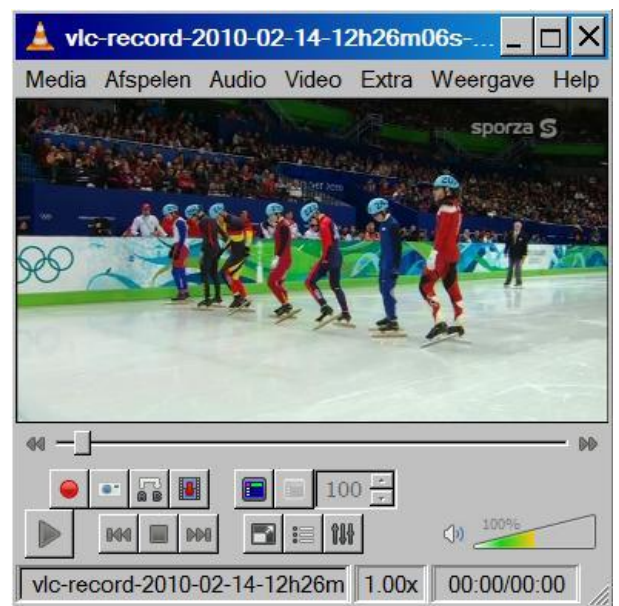 vlc-record-2010-02-14-12h26m06s-...
Media Afspelen Audio Video Extra Weergave Help
sporza S
A B
100
100%
vlc-record-2010-02-14-12h26m 1.00x 00:00/00:00